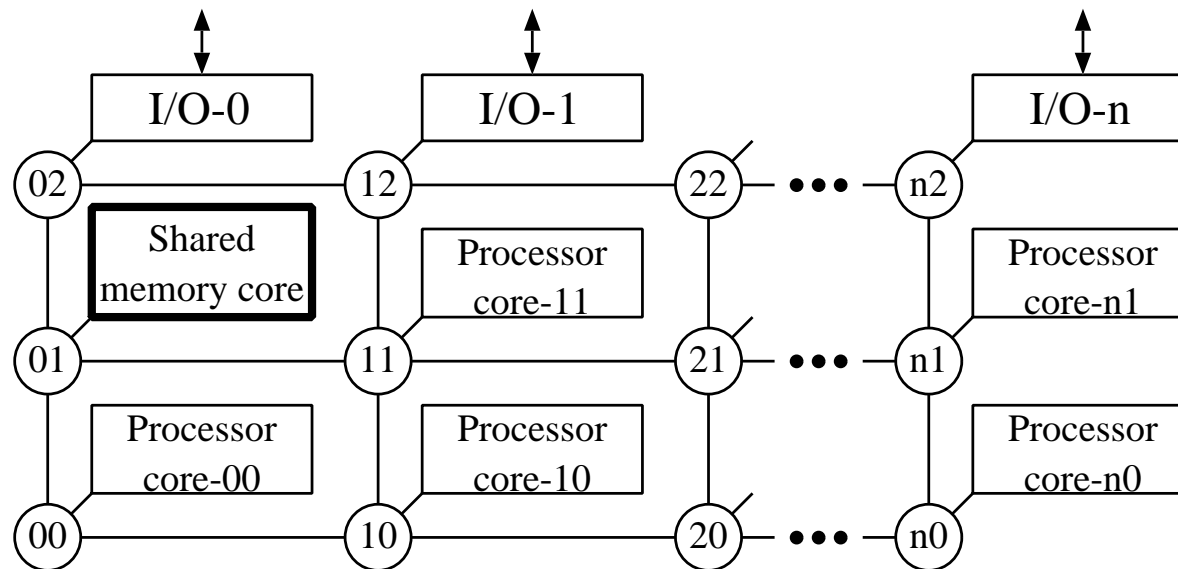 I/O-0
I/O-1
I/O-n
02
12
22
n2
Shared
memory core
Processor
core-11
Processor
core-n1
01
11
21
n1
Processor
core-00
Processor
core-10
Processor
core-n0
00
10
20
n0